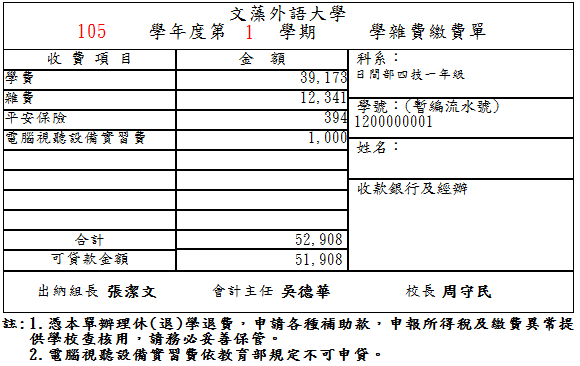 文藻外語大學
105 學年度第 1 學期 學雜費繳費單
收費項目 金額 科系：
日間部四技一年級
學費 39,173
雜費 12,341
學號：(暫編流水號)
平安保險 394
1200000001
電腦視聽設備實習費 1,000
姓名：
收款銀行及經辦
合計 52,908
可貸款金額 51,908
出納組長 張潔文 會計主任 吳德華 校長 周守民
註：1.憑本單辦理休(退)學退費，申請各種補助款，申報所得稅及繳費異常提
供學校查核用，請務必妥善保管。
2.電腦視聽設備實習費依教育部規定不可申貸。